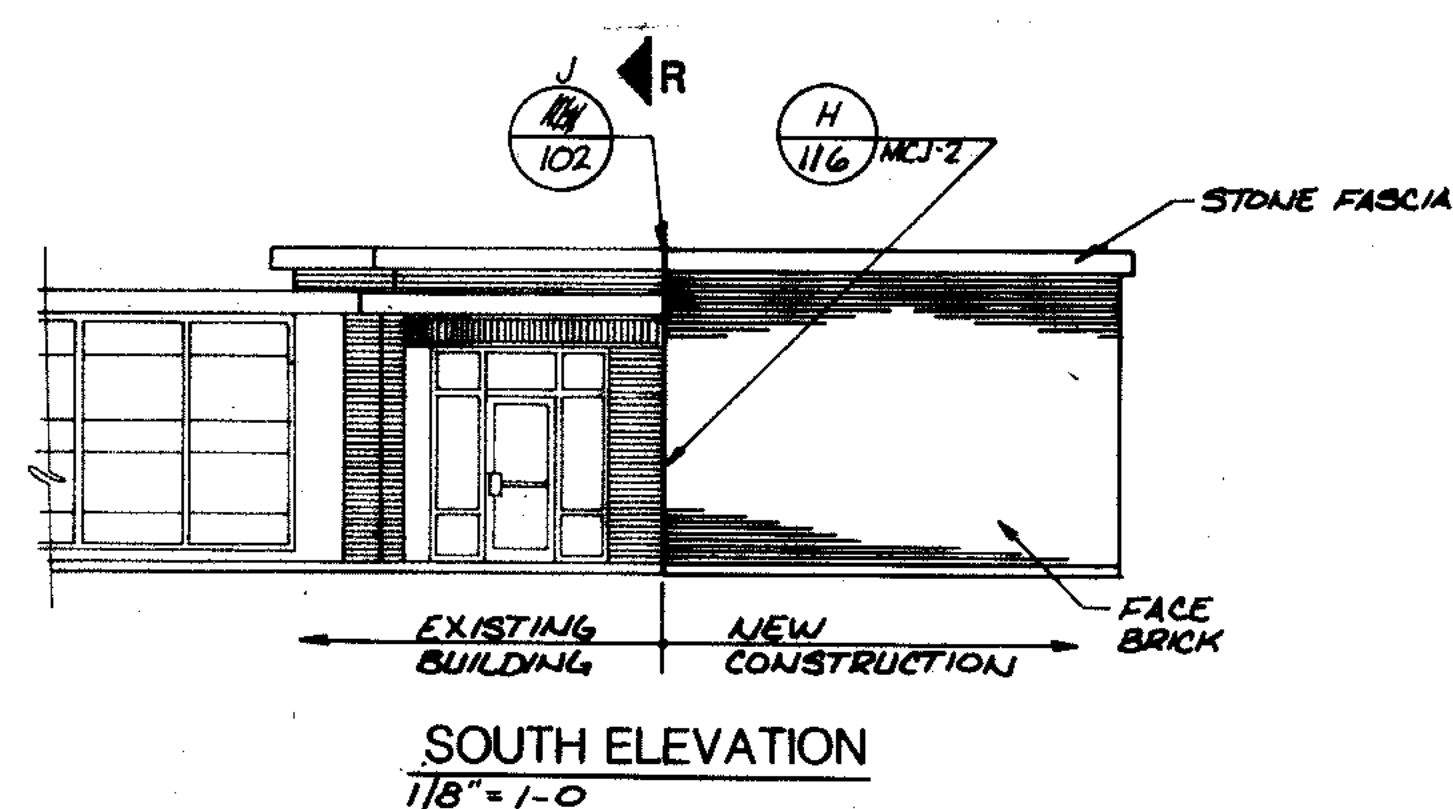 J
R
102
H
116
MCJ-2
STONE FASCIA
EXISTING
BUILDING
NEW
CONSTRUCTION
FACE
BRICK
SOUTH ELEVATION
1/8" = 1-0